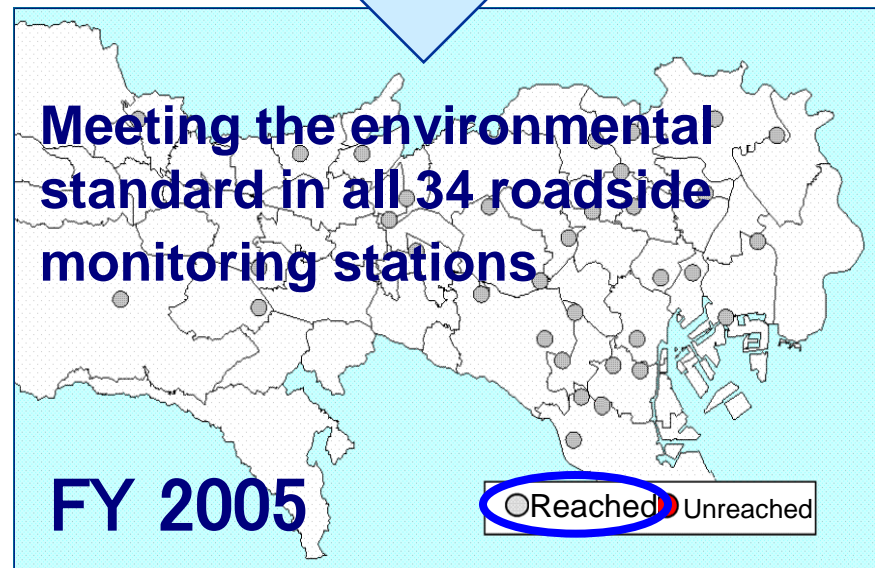 Meeting the environmental
standard in all 34 roadside
monitoring stations
FY 2005
Reached Unreached